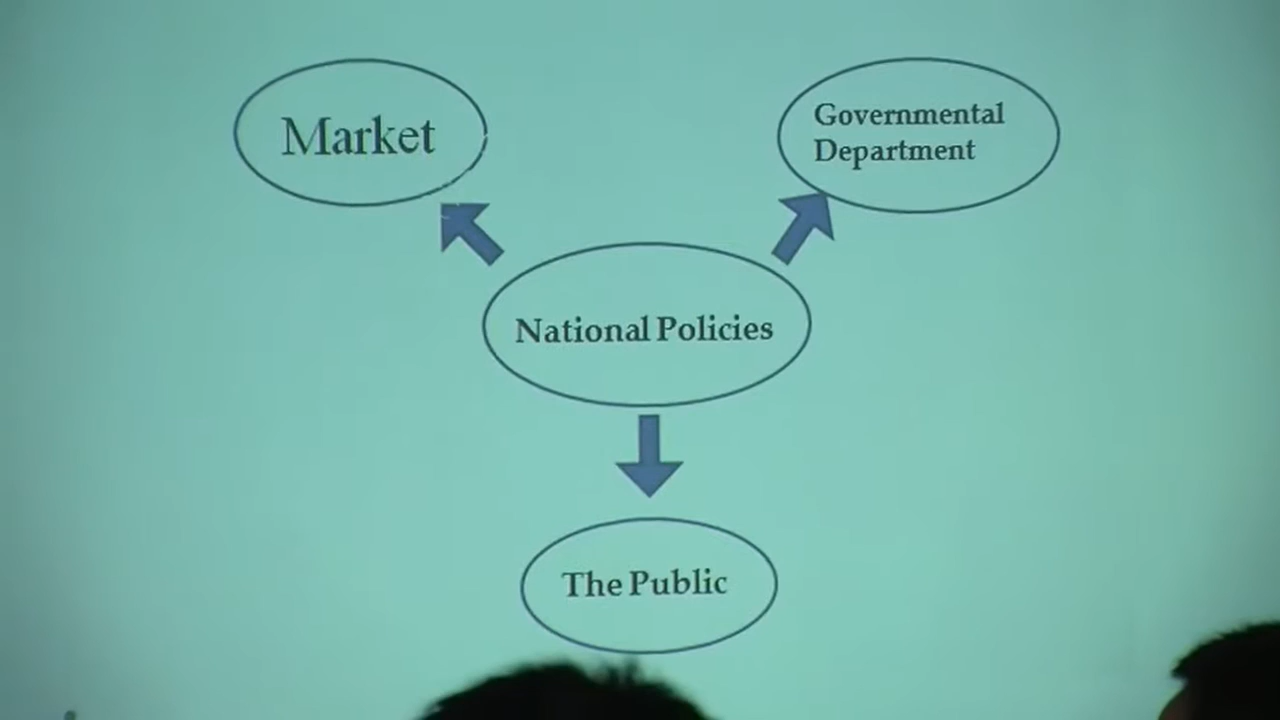 Market
Governmental
Department
National Policies
The Public